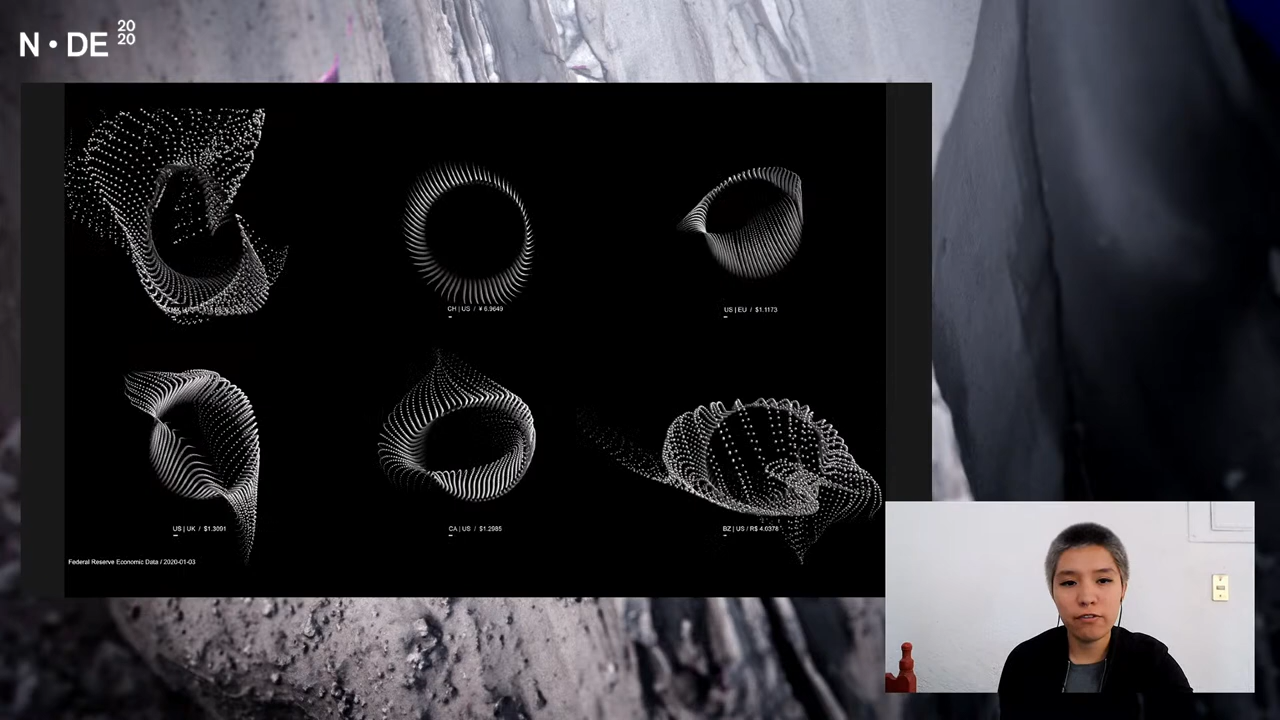 N • DE 20
20
CH | US / ¥ 6.9649
US | EU / $1.1173
US | UK / $1.3091
CA | US / $1.2985
BZ | US / R$ 4.0378
Federal Reserve Economic Data / 2020-01-03